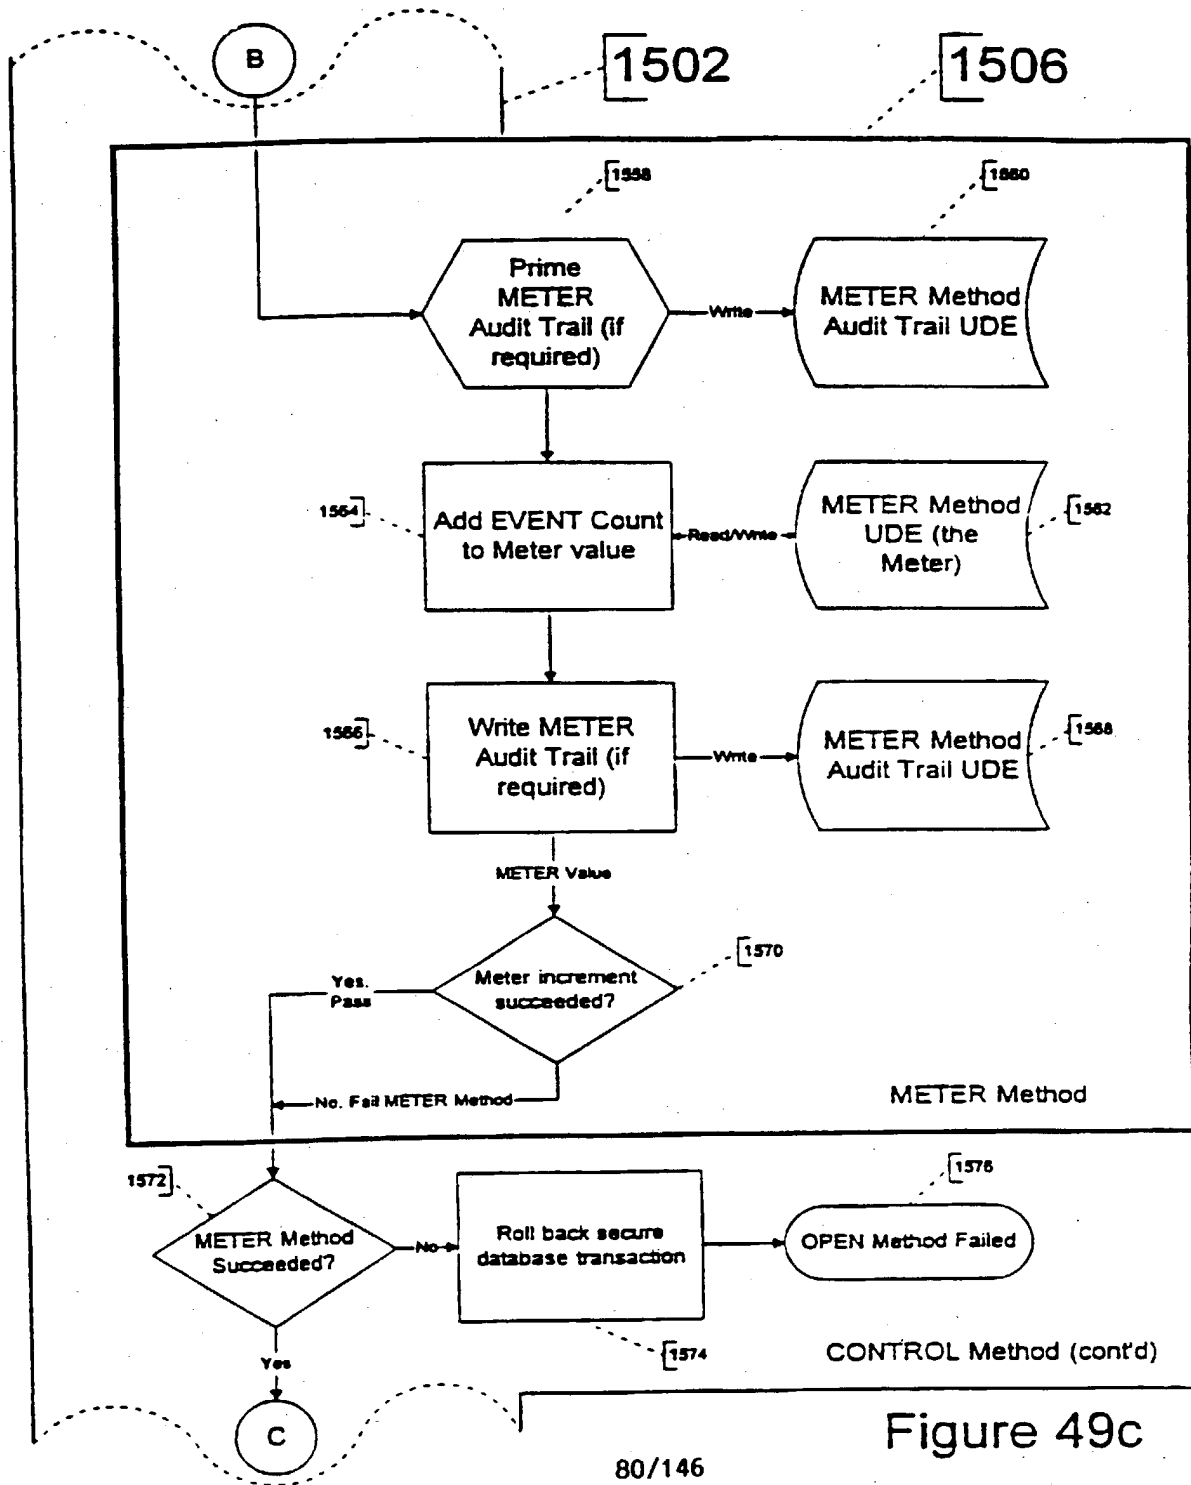 B
1502
1506
1558
1560
Prime
METER
Audit Trail (if
required)
Write
METER Method
Audit Trail UDE
1564
Add EVENT Count
to Meter value
Read/Write
METER Method
UDE (the
Meter)
1562
1566
Write METER
Audit Trail (if
required)
Write
METER Method
Audit Trail UDE
1568
METER Value
1570
Meter increment
succeeded?
Yes.
Pass
No. Fail METER Method
METER Method
1572
METER Method
Succeeded?
No
Roll back secure
database transaction
1576
OPEN Method Failed
1574
Yes
CONTROL Method (cont'd)
C
Figure 49c
80/146